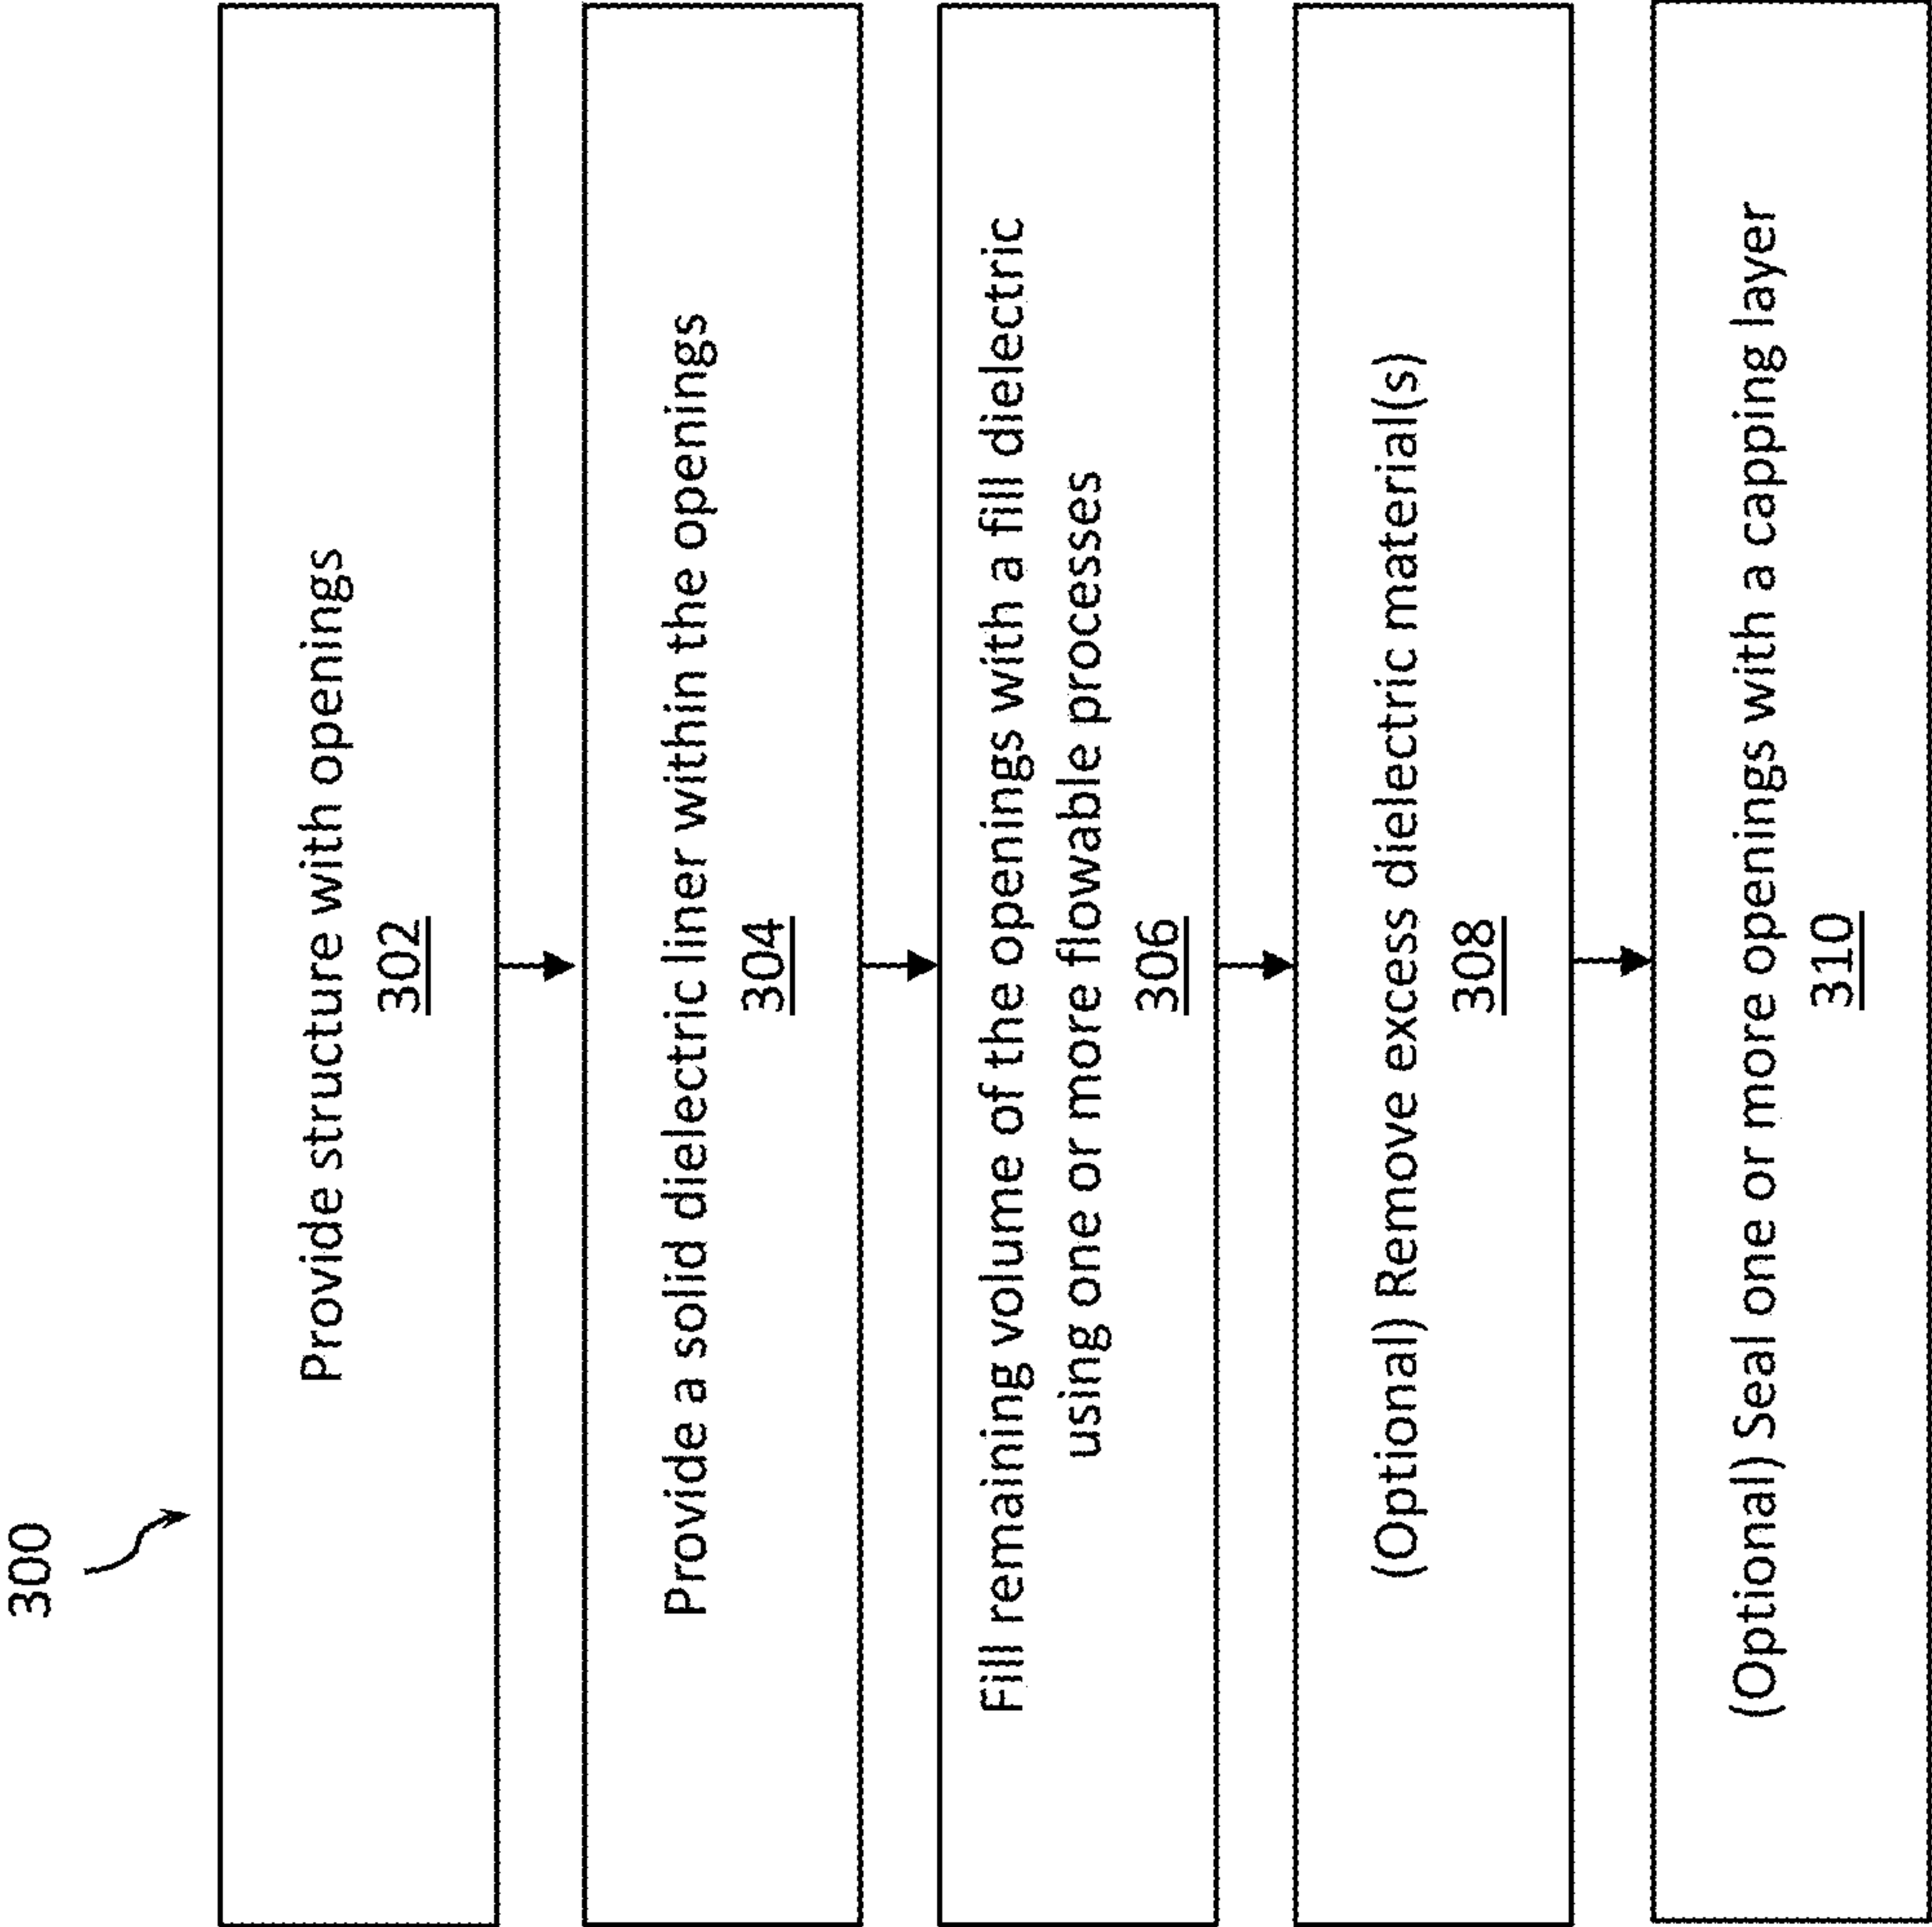 300
Provide structure with openings
302
Provide a solid dielectric liner within the openings
304
Fill remaining volume of the openings with a fill dielectric
using one or more flowable processes
306
(Optional) Remove excess dielectric material(s)
308
(Optional) Seal one or more openings with a capping layer
310